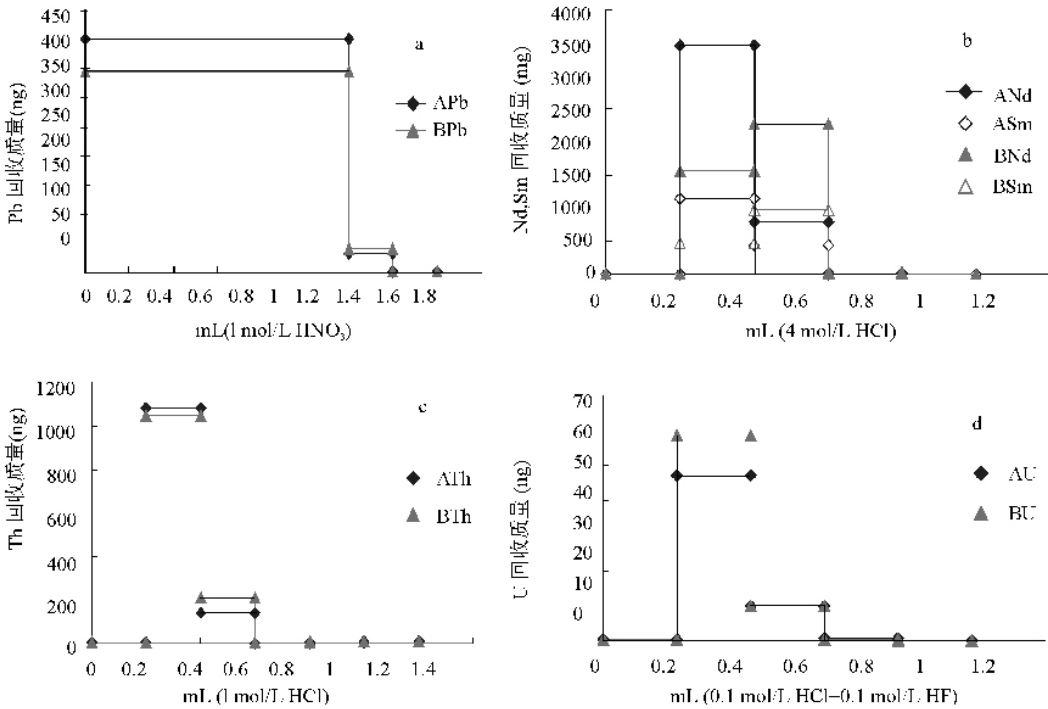 450
400
350
300
250
400
150
100
50
0
Pb 回收质量(ng)
a
APb
BPb
0 0.2 0.4 0.6 0.8 1 1.2 1.4 1.6 1.8
mL(1 mol/L HNO₃)
4000
3500
3000
2000
1500
1000
500
0
Nd,Sm 回收质量 (mg)
b
ANd
ASm
BNd
BSm
0 0.2 0.4 0.6 0.8 1 1.2
mL (4 mol/L HCl)
1200
1000
800
600
400
200
0
Th 回收质量(ng)
c
ATh
BTh
0 0.2 0.4 0.6 0.8 1 1.2 1.4
mL (1 mol/L HCl)
70
60
50
40
20
10
0
U 回收质量 (ng)
d
AU
BU
0 0.2 0.4 0.6 0.8 1 1.2
mL (0.1 mol/L HCl−0.1 mol/L HF)